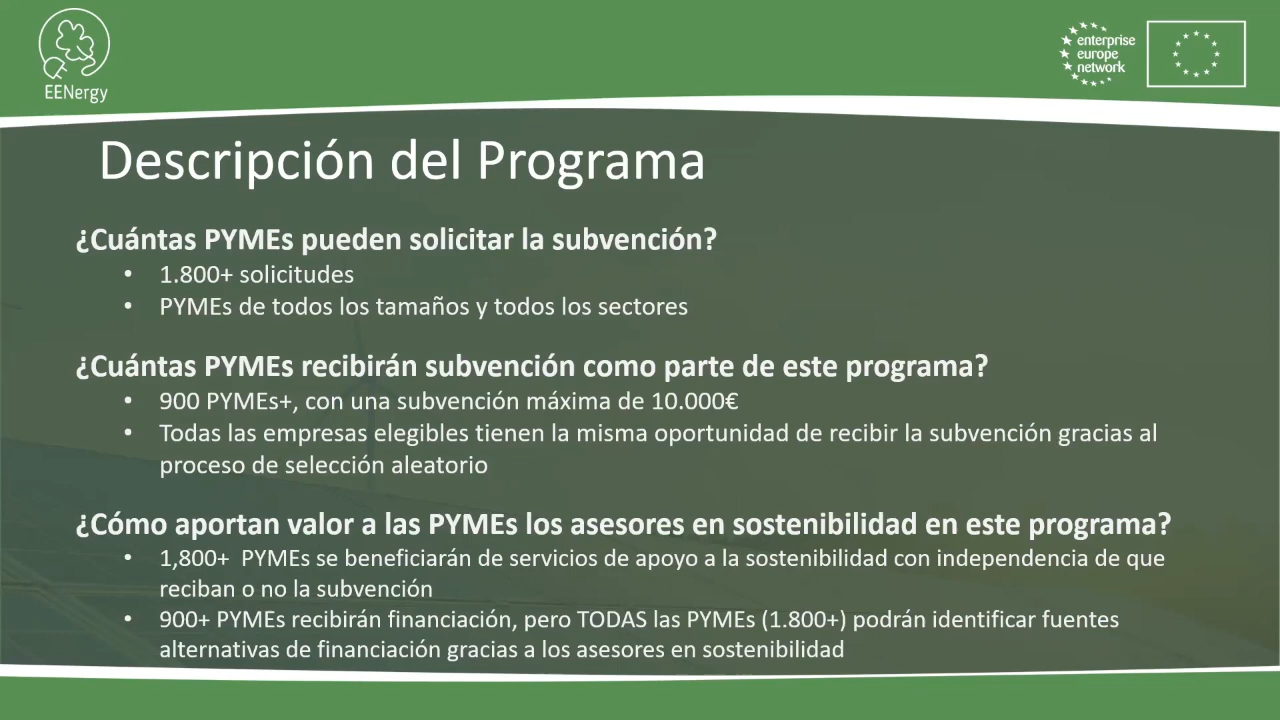 EENergy
enterprise
europe
network
Descripción del Programa
¿Cuántas PYMEs pueden solicitar la subvención?
• 1.800+ solicitudes
• PYMEs de todos los tamaños y todos los sectores
¿Cuántas PYMEs recibirán subvención como parte de este programa?
• 900 PYMEs+, con una subvención máxima de 10.000€
• Todas las empresas elegibles tienen la misma oportunidad de recibir la subvención gracias al
proceso de selección aleatorio
¿Cómo aportan valor a las PYMEs los asesores en sostenibilidad en este programa?
• 1,800+ PYMEs se beneficiarán de servicios de apoyo a la sostenibilidad con independencia de que
reciban o no la subvención
• 900+ PYMEs recibirán financiación, pero TODAS las PYMEs (1.800+) podrán identificar fuentes
alternativas de financiación gracias a los asesores en sostenibilidad